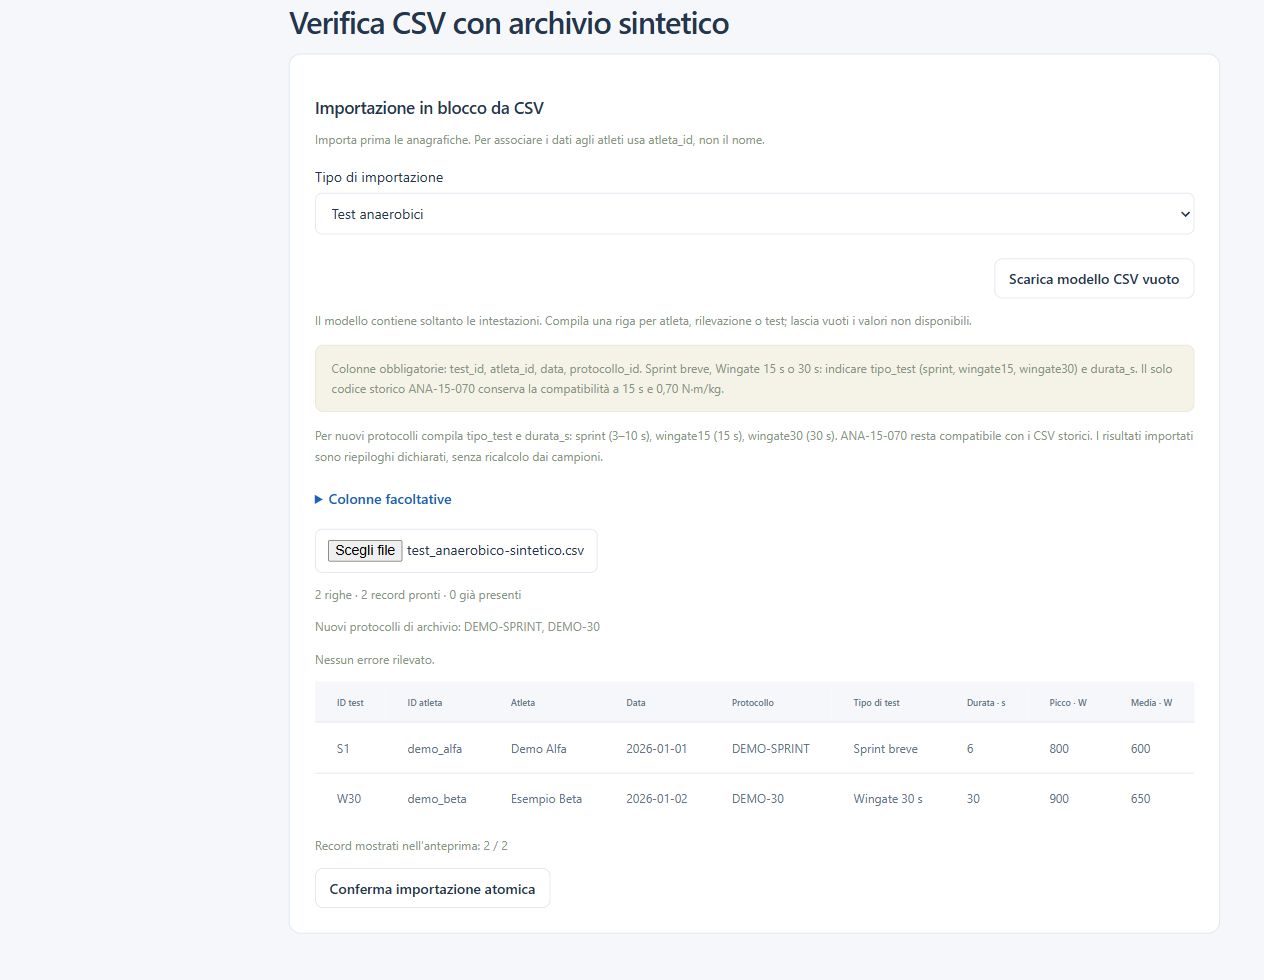 Verifica CSV con archivio sintetico
Importazione in blocco da CSV
Importa prima le anagrafiche. Per associare i dati agli atleti usa atleta_id, non il nome.
Tipo di importazione
Test anaerobici
Scarica modello CSV vuoto
Il modello contiene soltanto le intestazioni. Compila una riga per atleta, rilevazione o test; lascia vuoti i valori non disponibili.
Colonne obbligatorie: test_id, atleta_id, data, protocollo_id. Sprint breve, Wingate 15 s o 30 s: indicare tipo_test (sprint, wingate15, wingate30) e durata_s. Il solo
codice storico ANA-15-070 conserva la compatibilità a 15 s e 0,70 N·m/kg.
Per nuovi protocolli compila tipo_test e durata_s: sprint (3–10 s), wingate15 (15 s), wingate30 (30 s). ANA-15-070 resta compatibile con i CSV storici. I risultati importati
sono riepiloghi dichiarati, senza ricalcolo dai campioni.
▶ Colonne facoltative
Scegli file test_anaerobico-sintetico.csv
2 righe · 2 record pronti · 0 già presenti
Nuovi protocolli di archivio: DEMO-SPRINT, DEMO-30
Nessun errore rilevato.
ID test ID atleta Atleta Data Protocollo Tipo di test Durata · s Picco · W Media · W
S1 demo_alfa Demo Alfa 2026-01-01 DEMO-SPRINT Sprint breve 6 800 600
W30 demo_beta Esempio Beta 2026-01-02 DEMO-30 Wingate 30 s 30 900 650
Record mostrati nell'anteprima: 2 / 2
Conferma importazione atomica